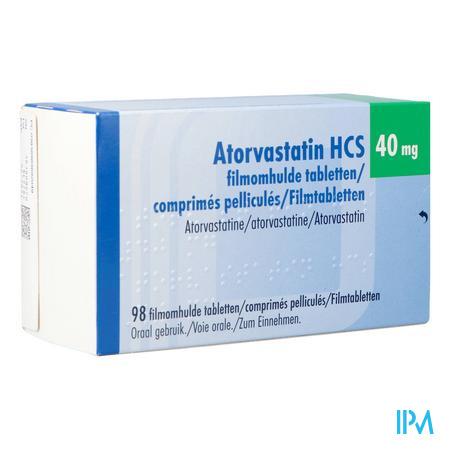 Atorvastatin HCS 40 mg
filmomhulde tabletten/
comprimés pelliculés/Filmtabletten
Atorvastatine/atorvastatine/Atorvastatin
98 filmomhulde tabletten/comprimés pelliculés/Filmtabletten
Oraal gebruik./Voie orale./Zum Einnehmen.
IPM